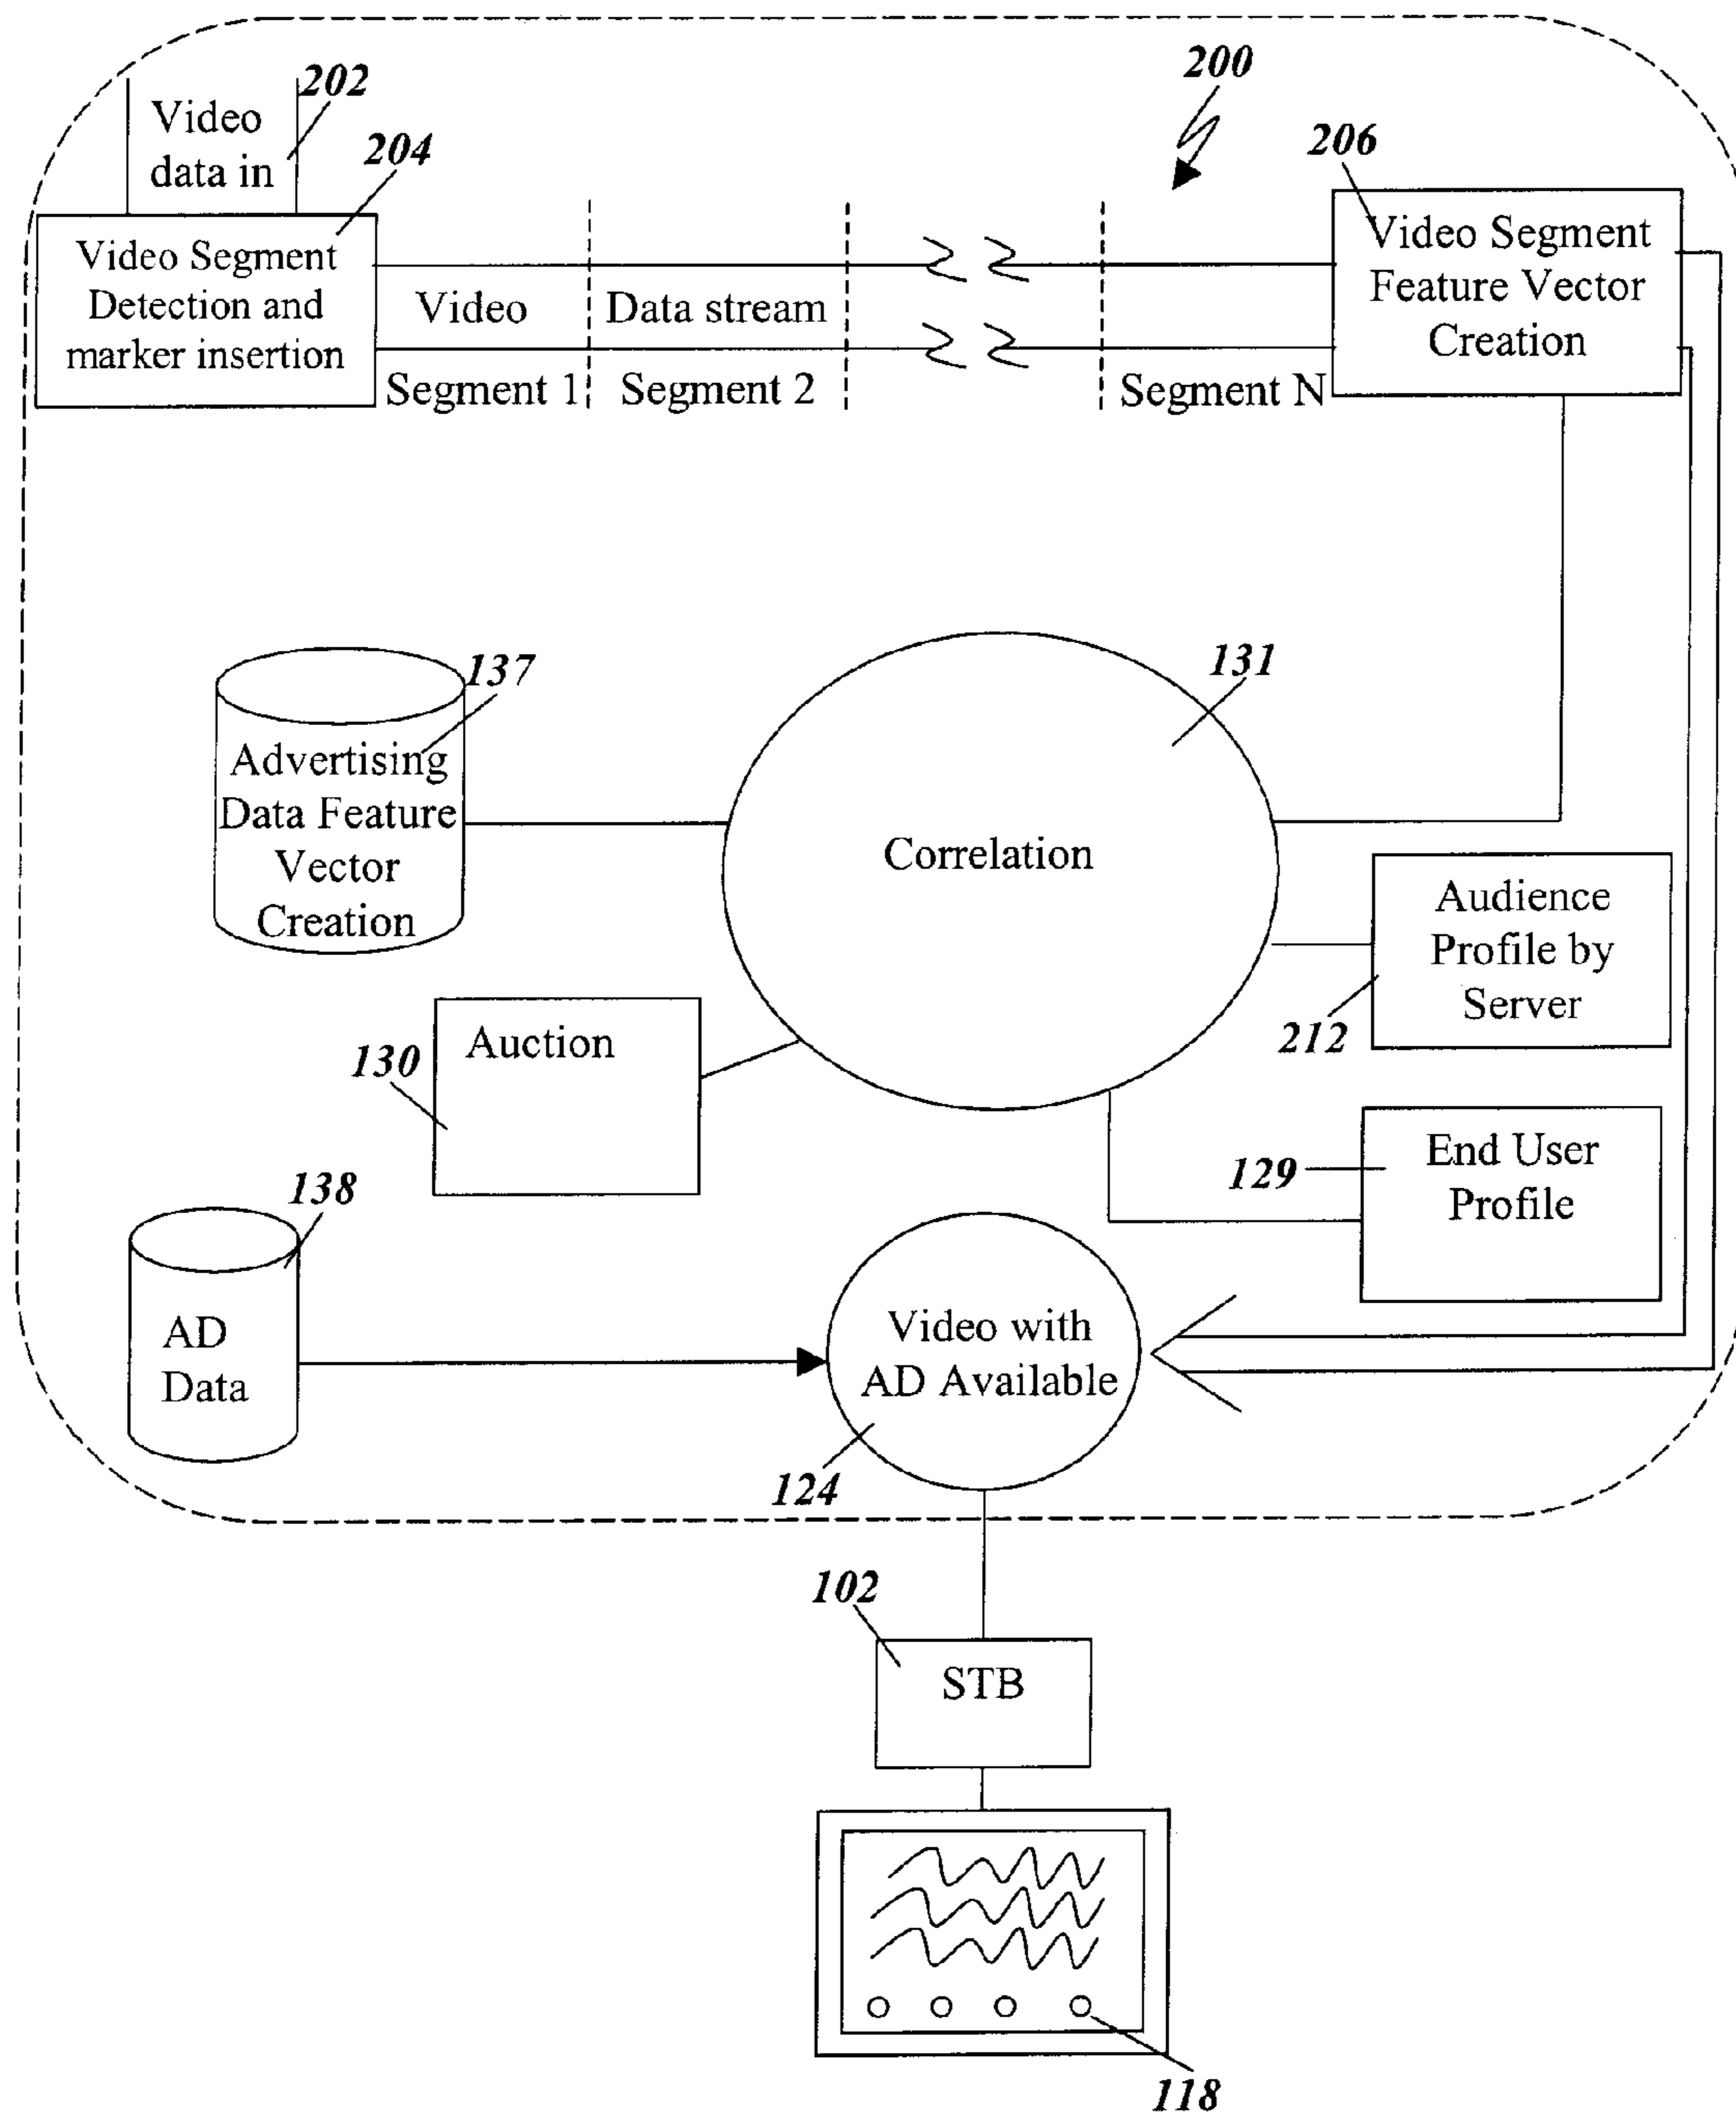 200
202
Video
data in
204
206
Video Segment
Detection and
marker insertion
Video
Data stream
Segment 1
Segment 2
Segment N
Video Segment
Feature Vector
Creation
137
Advertising
Data Feature
Vector
Creation
131
Correlation
Audience
Profile by
Server
212
Auction
130
129
End User
Profile
138
AD
Data
Video with
AD Available
124
102
STB
118